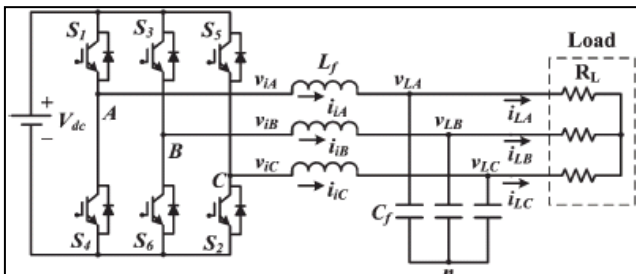 S1 S3 S5 Load
Lf RL
viA vLA
+ Vdc − A iiA iLA
viB vLB
B iiB iLB
viC vLC
C iiC Cf iLC
S4 S6 S2
n